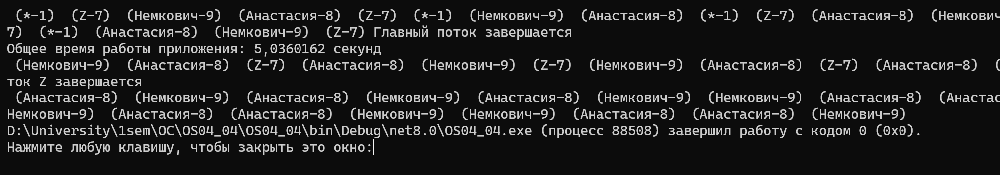 (*-1)  (Z-7)  (Немкович-9)  (Анастасия-8)  (Z-7)  (*-1)  (Немкович-9)  (Анастасия-8)  (*-1)  (Z-7)  (Анастасия-8)  (Немкович-
7)  (*-1)  (Анастасия-8)  (Немкович-9)  (Z-7) Главный поток завершается
Общее время работы приложения: 5,0360162 секунд
(Немкович-9)  (Анастасия-8)  (Z-7)  (Анастасия-8)  (Немкович-9)  (Z-7)  (Немкович-9)  (Анастасия-8)  (Z-7)  (Анастасия-8)  (
ток Z завершается
(Анастасия-8)  (Немкович-9)  (Анастасия-8)  (Немкович-9)  (Анастасия-8)  (Немкович-9)  (Немкович-9)  (Анастасия-8)  (Анастас
Немкович-9)  (Анастасия-8)  (Анастасия-8)  (Немкович-9)  (Немкович-9)  (Анастасия-8)  (Анастасия-8)  (Немкович-9)
D:\University\1sem\ОС\OS04_04\OS04_04\bin\Debug\net8.0\OS04_04.exe (процесс 88508) завершил работу с кодом 0 (0x0).
Нажмите любую клавишу, чтобы закрыть это окно: